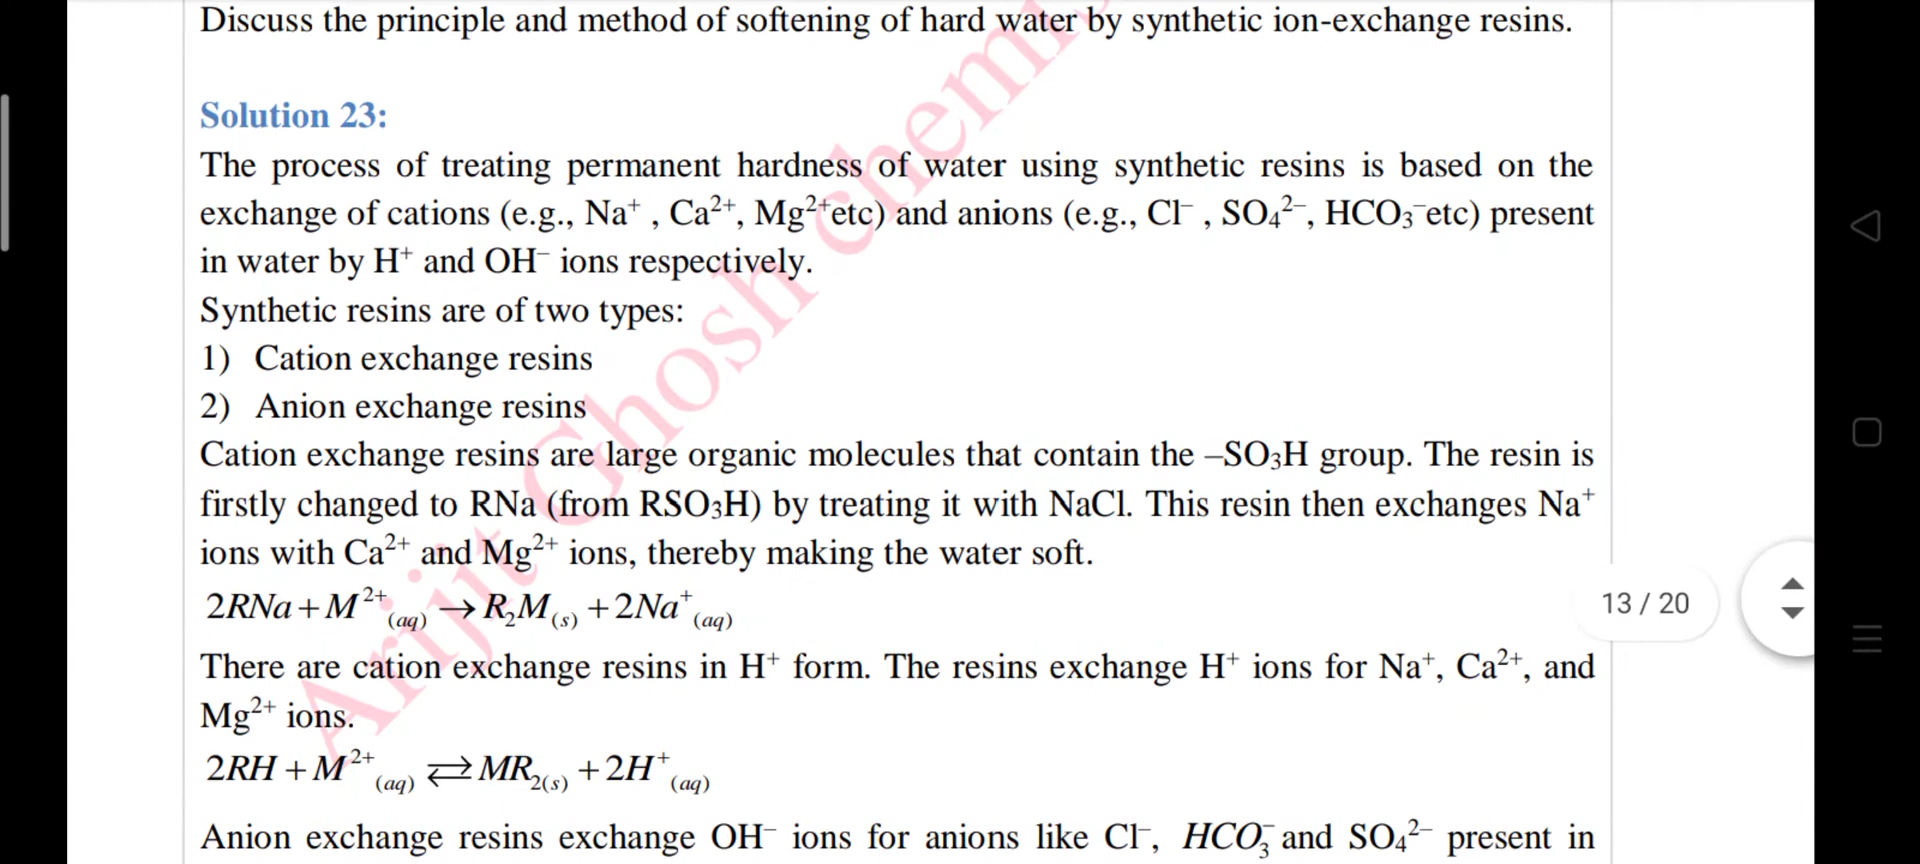 Discuss the principle and method of softening of hard water by synthetic ion-exchange resins.
Solution 23:
The process of treating permanent hardness of water using synthetic resins is based on the
exchange of cations (e.g., Na⁺ , Ca²⁺, Mg²⁺etc) and anions (e.g., Cl⁻ , SO₄²⁻, HCO₃⁻etc) present
in water by H⁺ and OH⁻ ions respectively.
Synthetic resins are of two types:
1) Cation exchange resins
2) Anion exchange resins
Cation exchange resins are large organic molecules that contain the –SO₃H group. The resin is
firstly changed to RNa (from RSO₃H) by treating it with NaCl. This resin then exchanges Na⁺
ions with Ca²⁺ and Mg²⁺ ions, thereby making the water soft.
2RNa + M²⁺(aq) → R₂M(s) + 2Na⁺(aq)
13 / 20
There are cation exchange resins in H⁺ form. The resins exchange H⁺ ions for Na⁺, Ca²⁺, and
Mg²⁺ ions.
2RH + M²⁺(aq) ⇌ MR₂(s) + 2H⁺(aq)
Anion exchange resins exchange OH⁻ ions for anions like Cl⁻, HCO₃⁻ and SO₄²⁻ present in
Arijit Ghosh